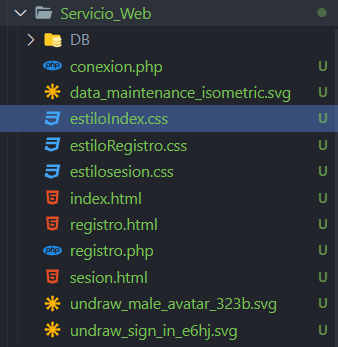 Servicio_Web
DB
php conexion.php U
data_maintenance_isometric.svg U
estiloIndex.css U
estiloRegistro.css U
estilosesion.css U
index.html U
registro.html U
php registro.php U
sesion.html U
undraw_male_avatar_323b.svg U
undraw_sign_in_e6hj.svg U